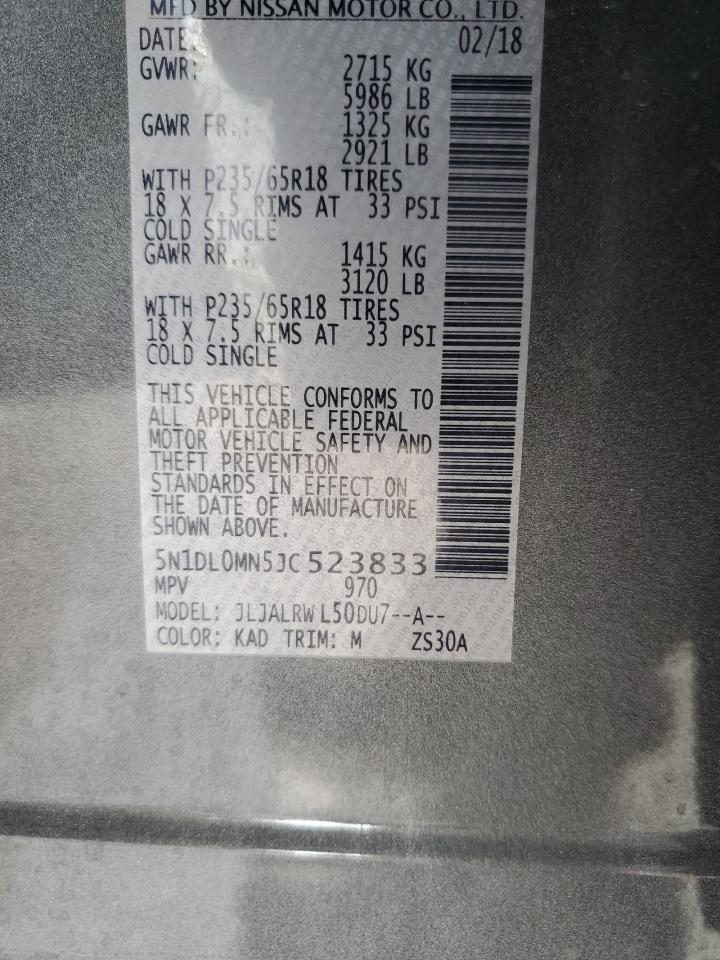 MFD BY NISSAN MOTOR CO., LTD.
DATE: 02/18
GVWR: 2715 KG
5986 LB
GAWR FR.: 1325 KG
2921 LB
WITH P235/65R18 TIRES
18 X 7.5 RIMS AT 33 PSI
COLD SINGLE
GAWR RR.: 1415 KG
3120 LB
WITH P235/65R18 TIRES
18 X 7.5 RIMS AT 33 PSI
COLD SINGLE
THIS VEHICLE CONFORMS TO
ALL APPLICABLE FEDERAL
MOTOR VEHICLE SAFETY AND
THEFT PREVENTION
STANDARDS IN EFFECT ON
THE DATE OF MANUFACTURE
SHOWN ABOVE.
5N1DL0MN5JC523833
MPV 970
MODEL: JLJALRWL50DU7--A--
COLOR: KAD TRIM: M ZS30A